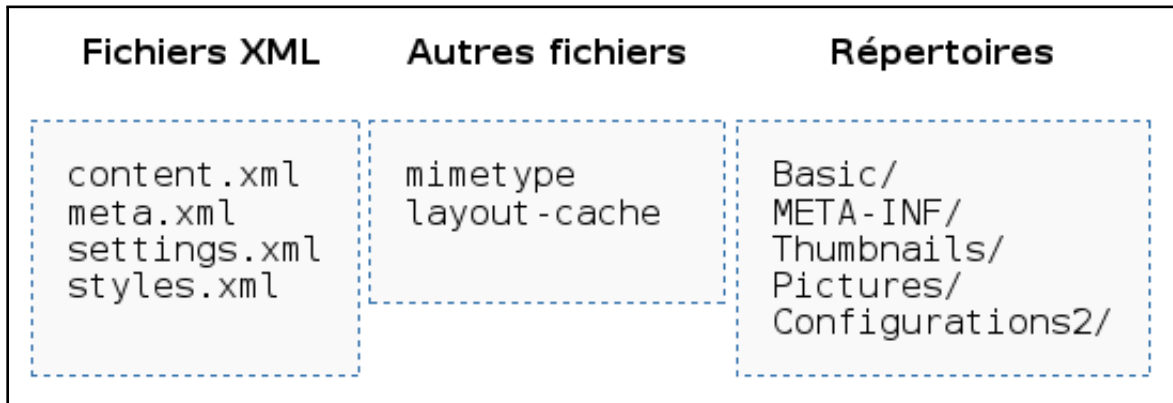 Fichiers XML
Autres fichiers
Répertoires
content.xml
meta.xml
settings.xml
styles.xml
mimetype
layout-cache
Basic/
META-INF/
Thumbnails/
Pictures/
Configurations2/